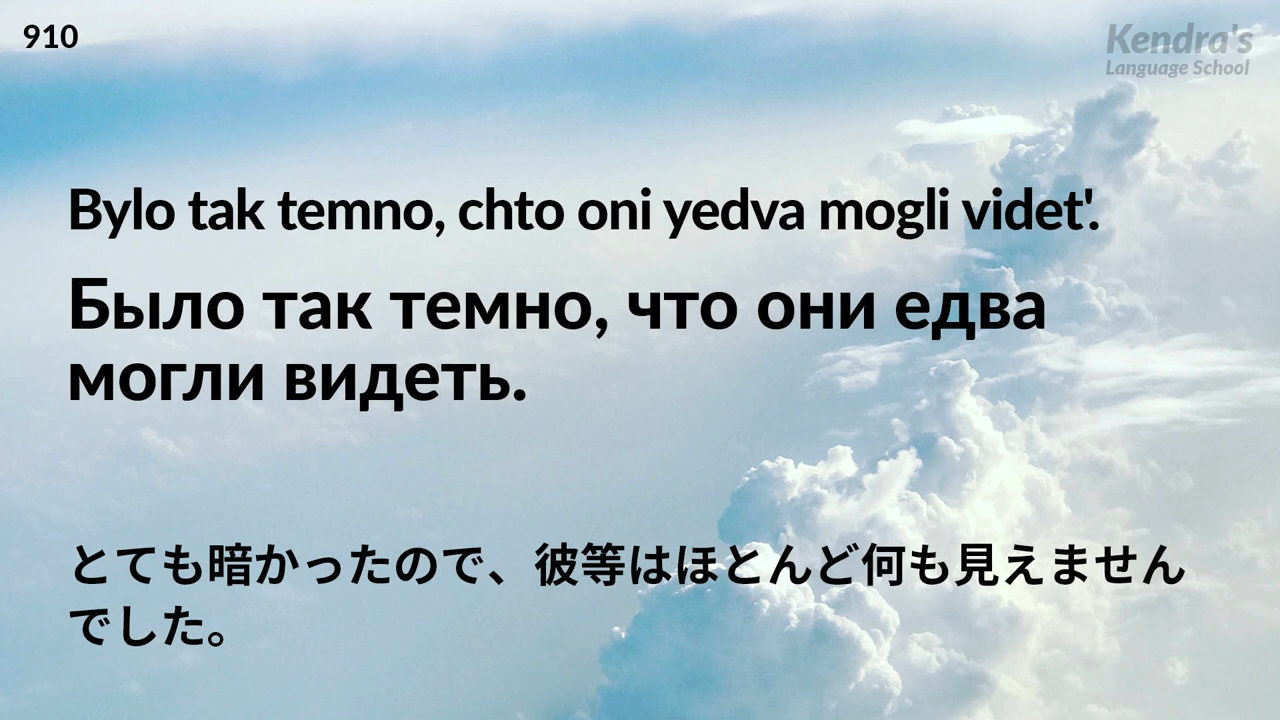 910
Kendra's
Language School
Bylo tak temno, chto oni yedva mogli videt'.
Было так темно, что они едва
могли видеть.
とても暗かったので、彼等はほとんど何も見えません
でした。